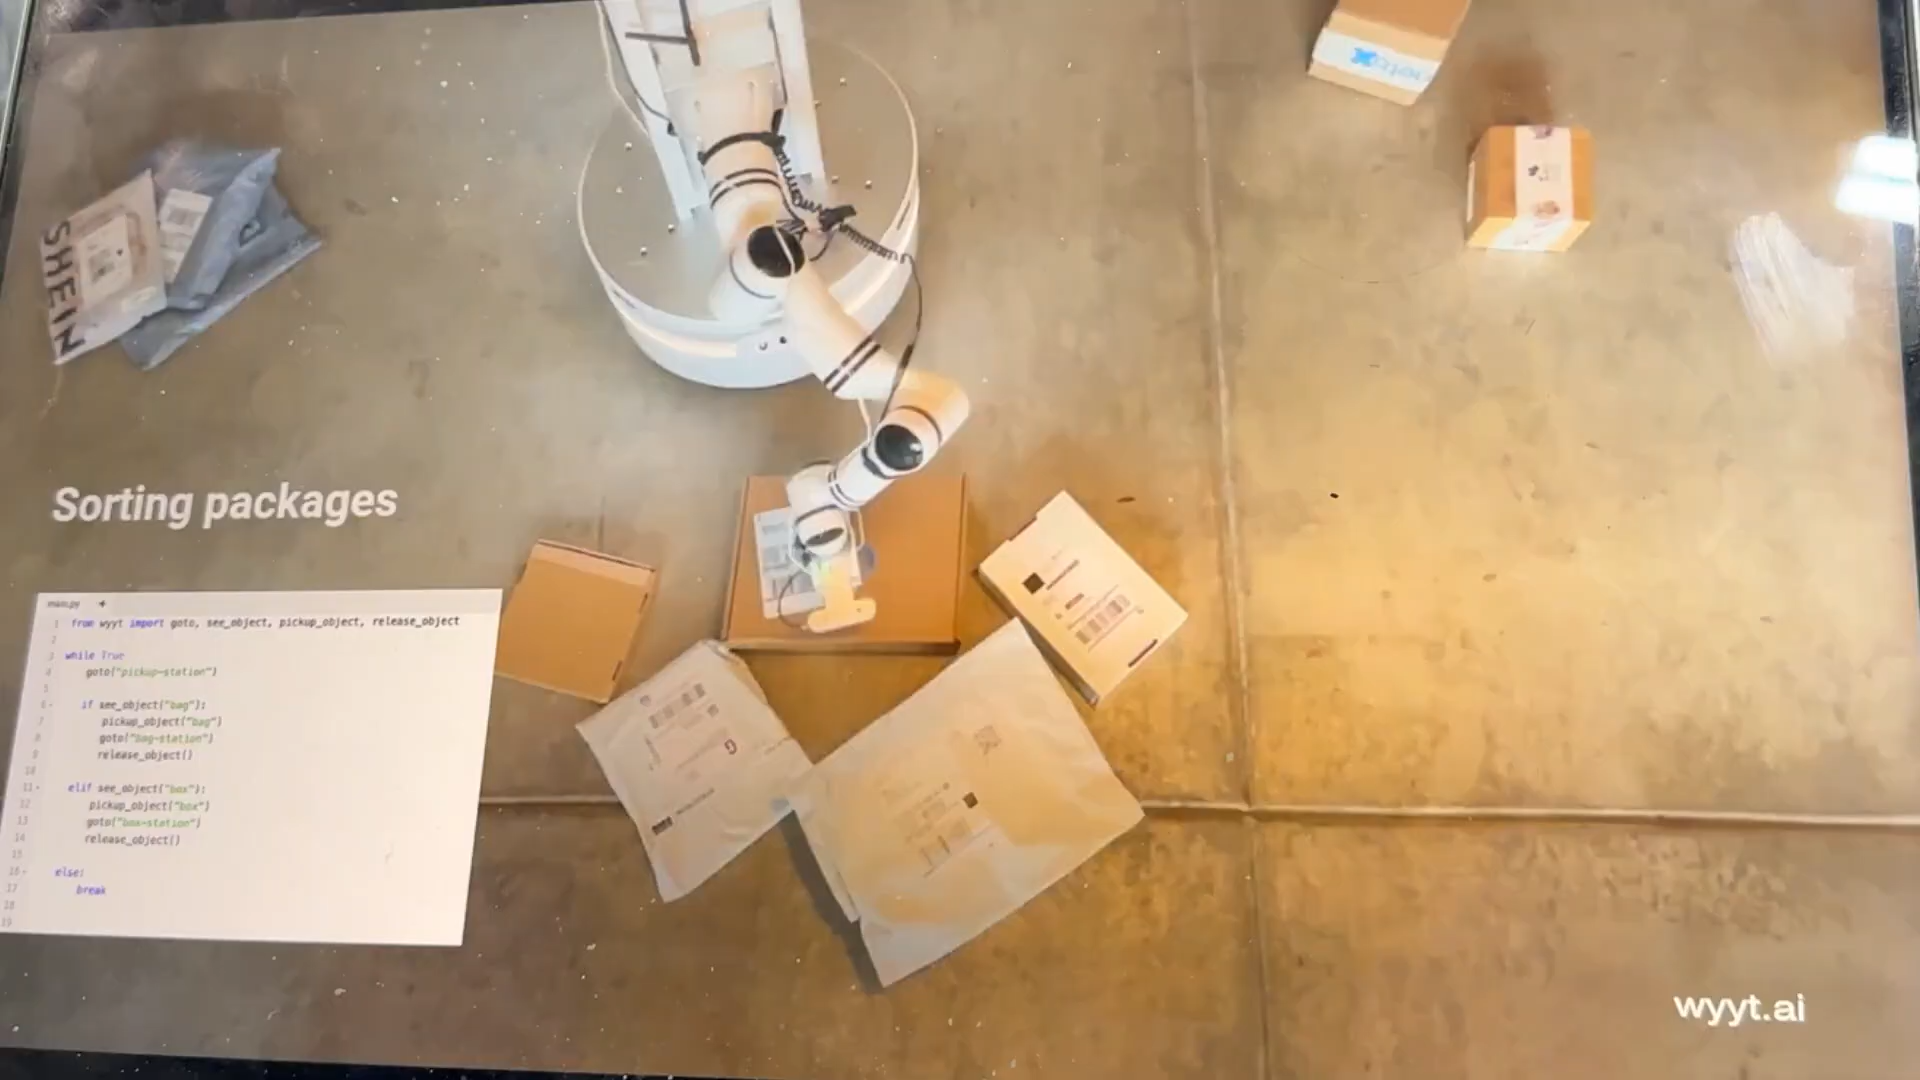 SHEIN
Sorting packages
main.py +
1 from wyyt import goto, see_object, pickup_object, release_object
2
3 while True
4 goto("pickup-station")
5
6 if see_object("bag"):
7 pickup_object("bag")
8 goto("bag-station")
9 release_object()
10
11 elif see_object("box"):
12 pickup_object("box")
13 goto("box-station")
14 release_object()
15
16 else:
17 break
18
19
wyyt.ai